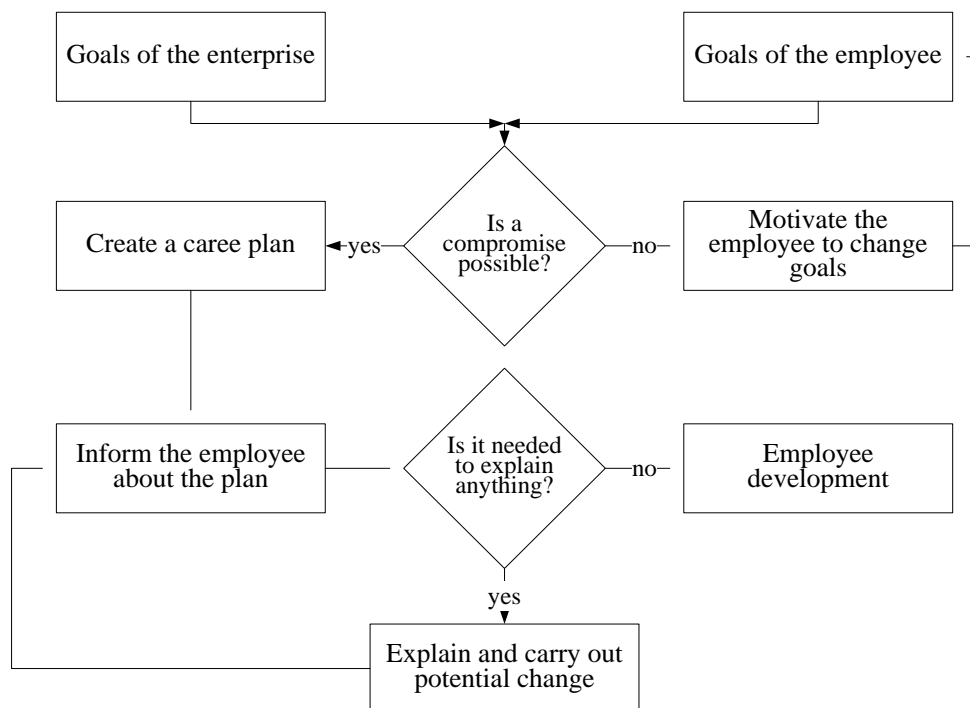 Goals of the enterprise
Goals of the employee
Is a
compromise
possible?
yes
no
Create a caree plan
Motivate the
employee to change
goals
Inform the employee
about the plan
Is it needed
to explain
anything?
no
Employee
development
yes
Explain and carry out
potential change